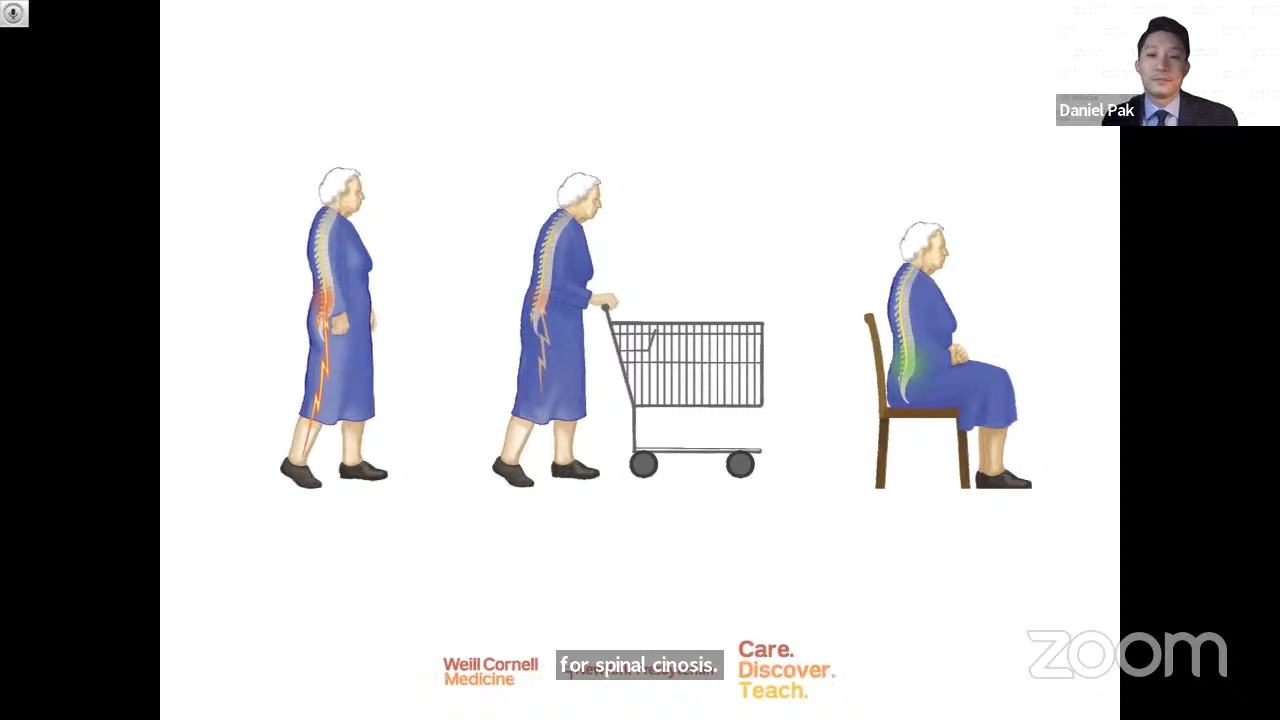 Daniel Pak
Weill Cornell
Medicine
for spinal cinosis.
Care.
Discover.
Teach.
zoom